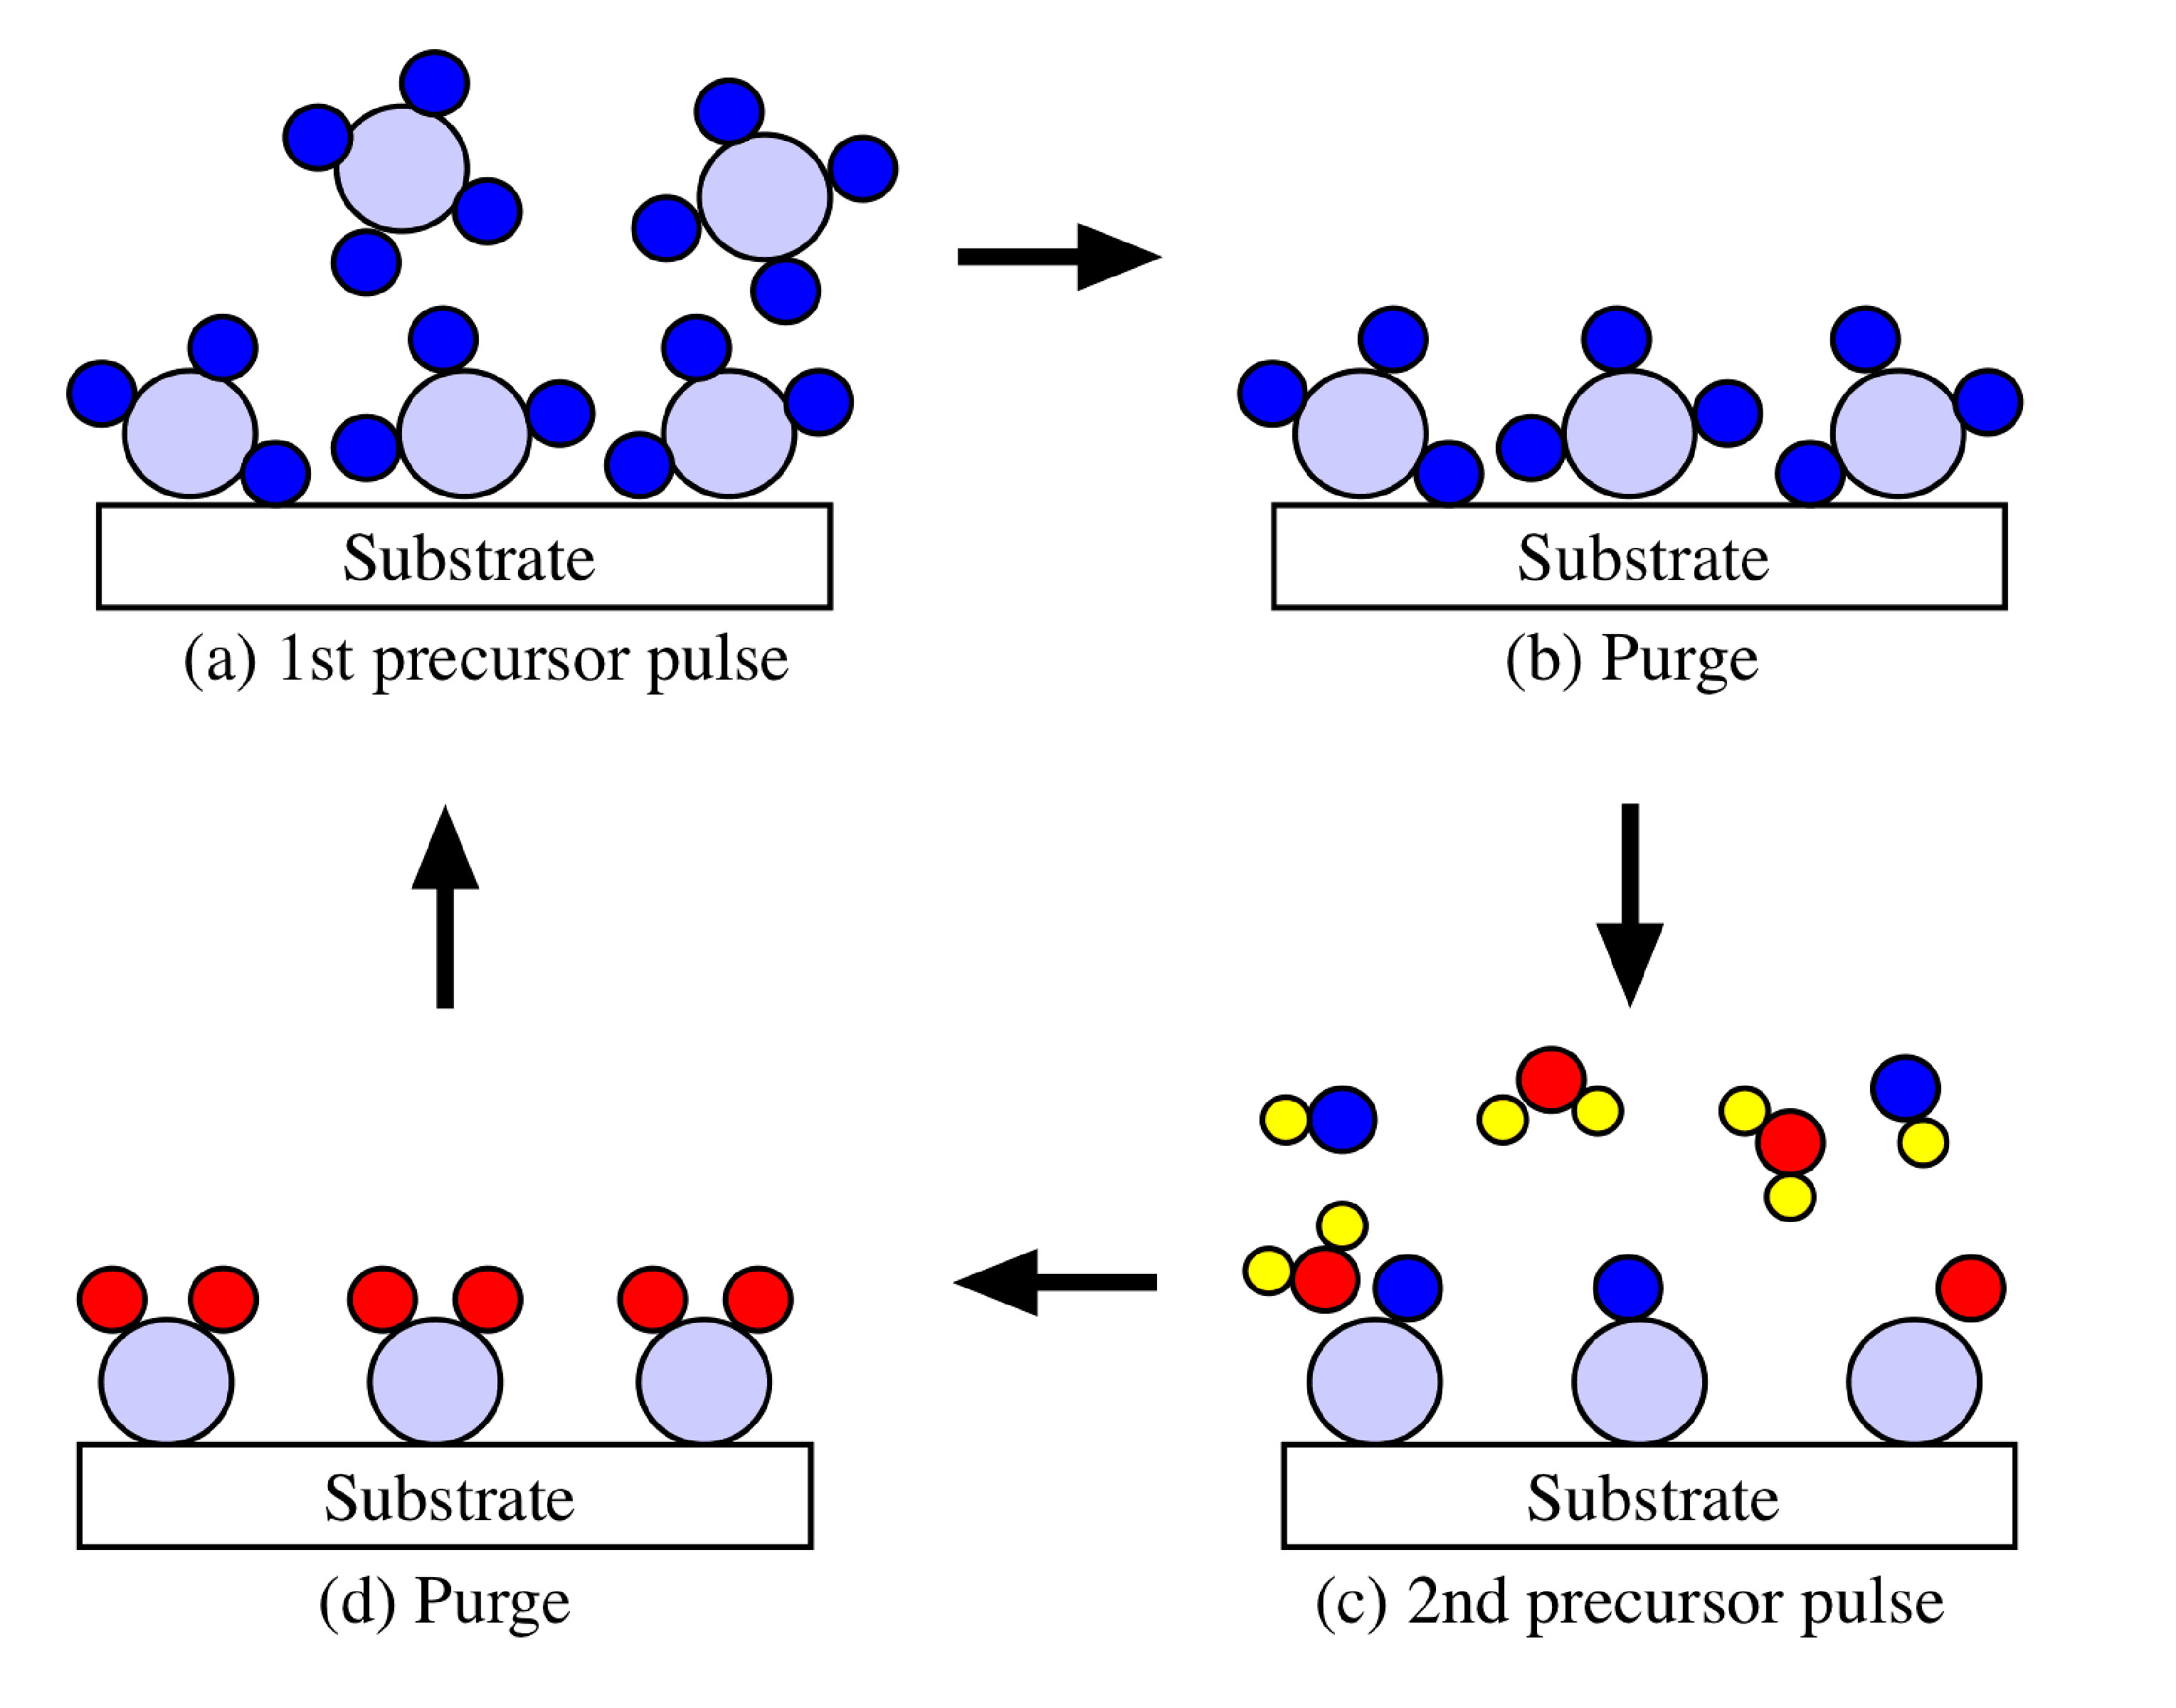 Substrate
(a) 1st precursor pulse
Substrate
(b) Purge
Substrate
(d) Purge
Substrate
(c) 2nd precursor pulse